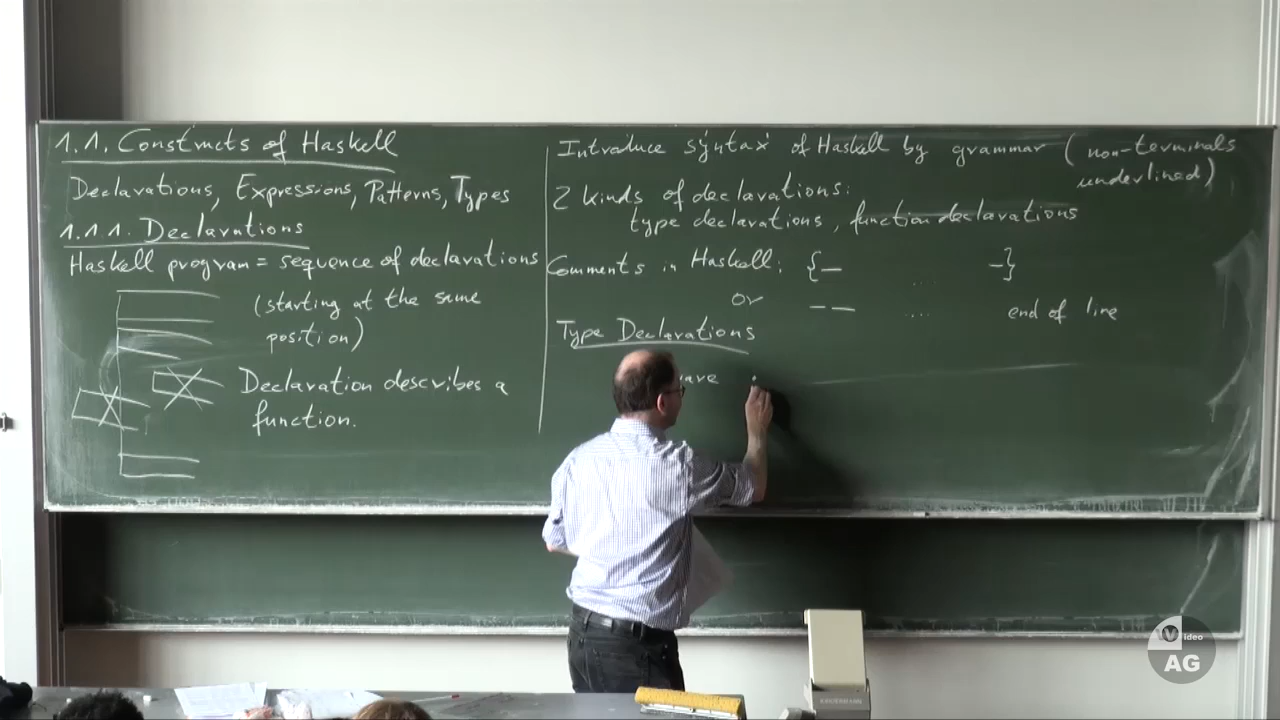 1.1. Constructs of Haskell
Declarations, Expressions, Patterns, Types
1.1.1. Declarations
Haskell program = sequence of declarations
(starting at the same
position)
Declaration describes a
function.
Introduce syntax of Haskell by grammar (non-terminals
underlined)
2 kinds of declarations:
type declarations, function declarations
Comments in Haskell: {- .... -}
or -- .... end of line
Type Declarations
Video
AG